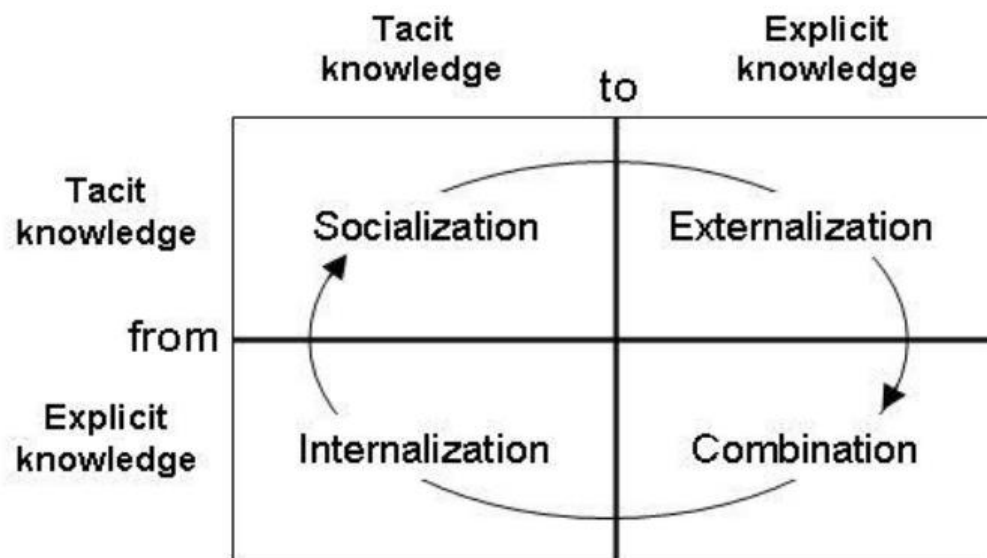 Tacit
knowledge
Explicit
knowledge
to
Tacit
knowledge
Socialization
Externalization
from
Explicit
knowledge
Internalization
Combination